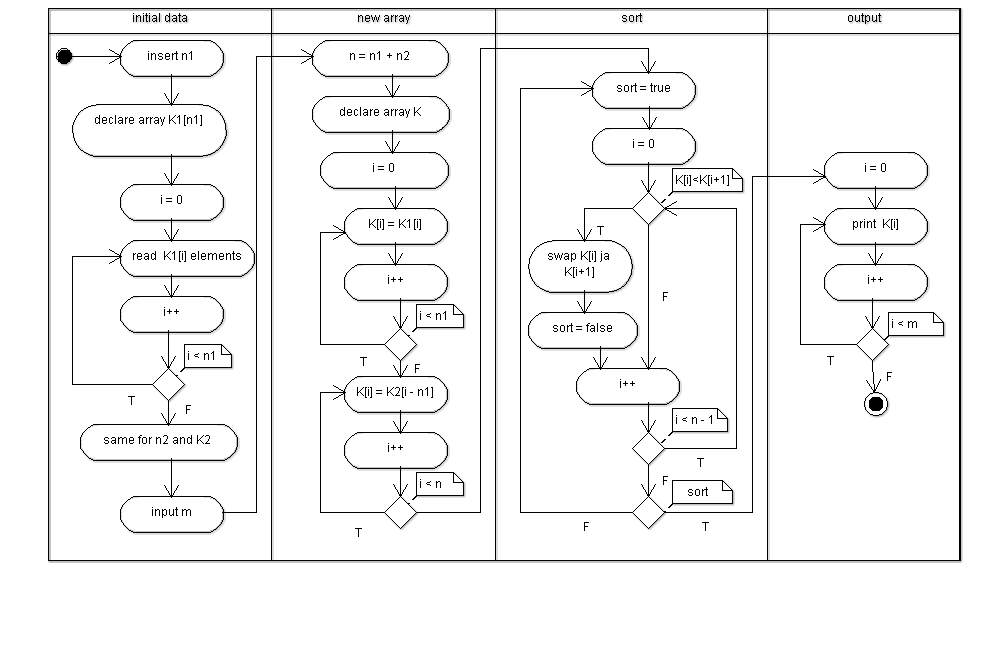 initial data
insert n1
declare array K1[n1]
i = 0
read K1[i] elements
i++
i < n1
T
F
same for n2 and K2
input m
new array
n = n1 + n2
declare array K
i = 0
K[i] = K1[i]
i++
i < n1
T
F
K[i] = K2[i - n1]
i++
i < n
T
sort
sort = true
i = 0
K[i]<K[i+1]
T
swap K[i] ja
K[i+1]
F
sort = false
i++
i < n - 1
T
F
sort
F
T
output
i = 0
print K[i]
i++
i < m
T
F